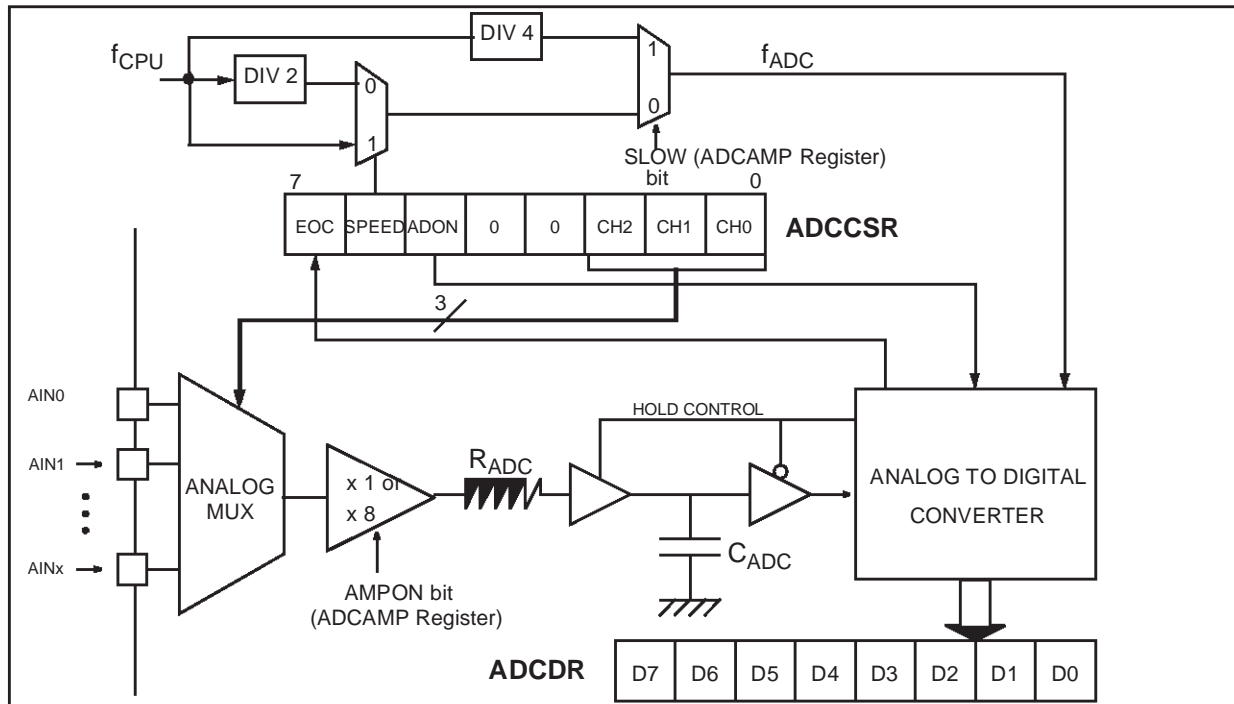 DIV 4
fCPU
1
fADC
DIV 2
0
0
1
SLOW (ADCAMP Register)
bit
7
0
EOC
SPEED
ADON
0
0
CH2
CH1
CH0
ADCCSR
3
AIN0
HOLD CONTROL
RADC
AIN1
ANALOG
MUX
x 1 or
x 8
ANALOG TO DIGITAL
CONVERTER
CADC
AINx
AMPON bit
(ADCAMP Register)
ADCDR
D7
D6
D5
D4
D3
D2
D1
D0